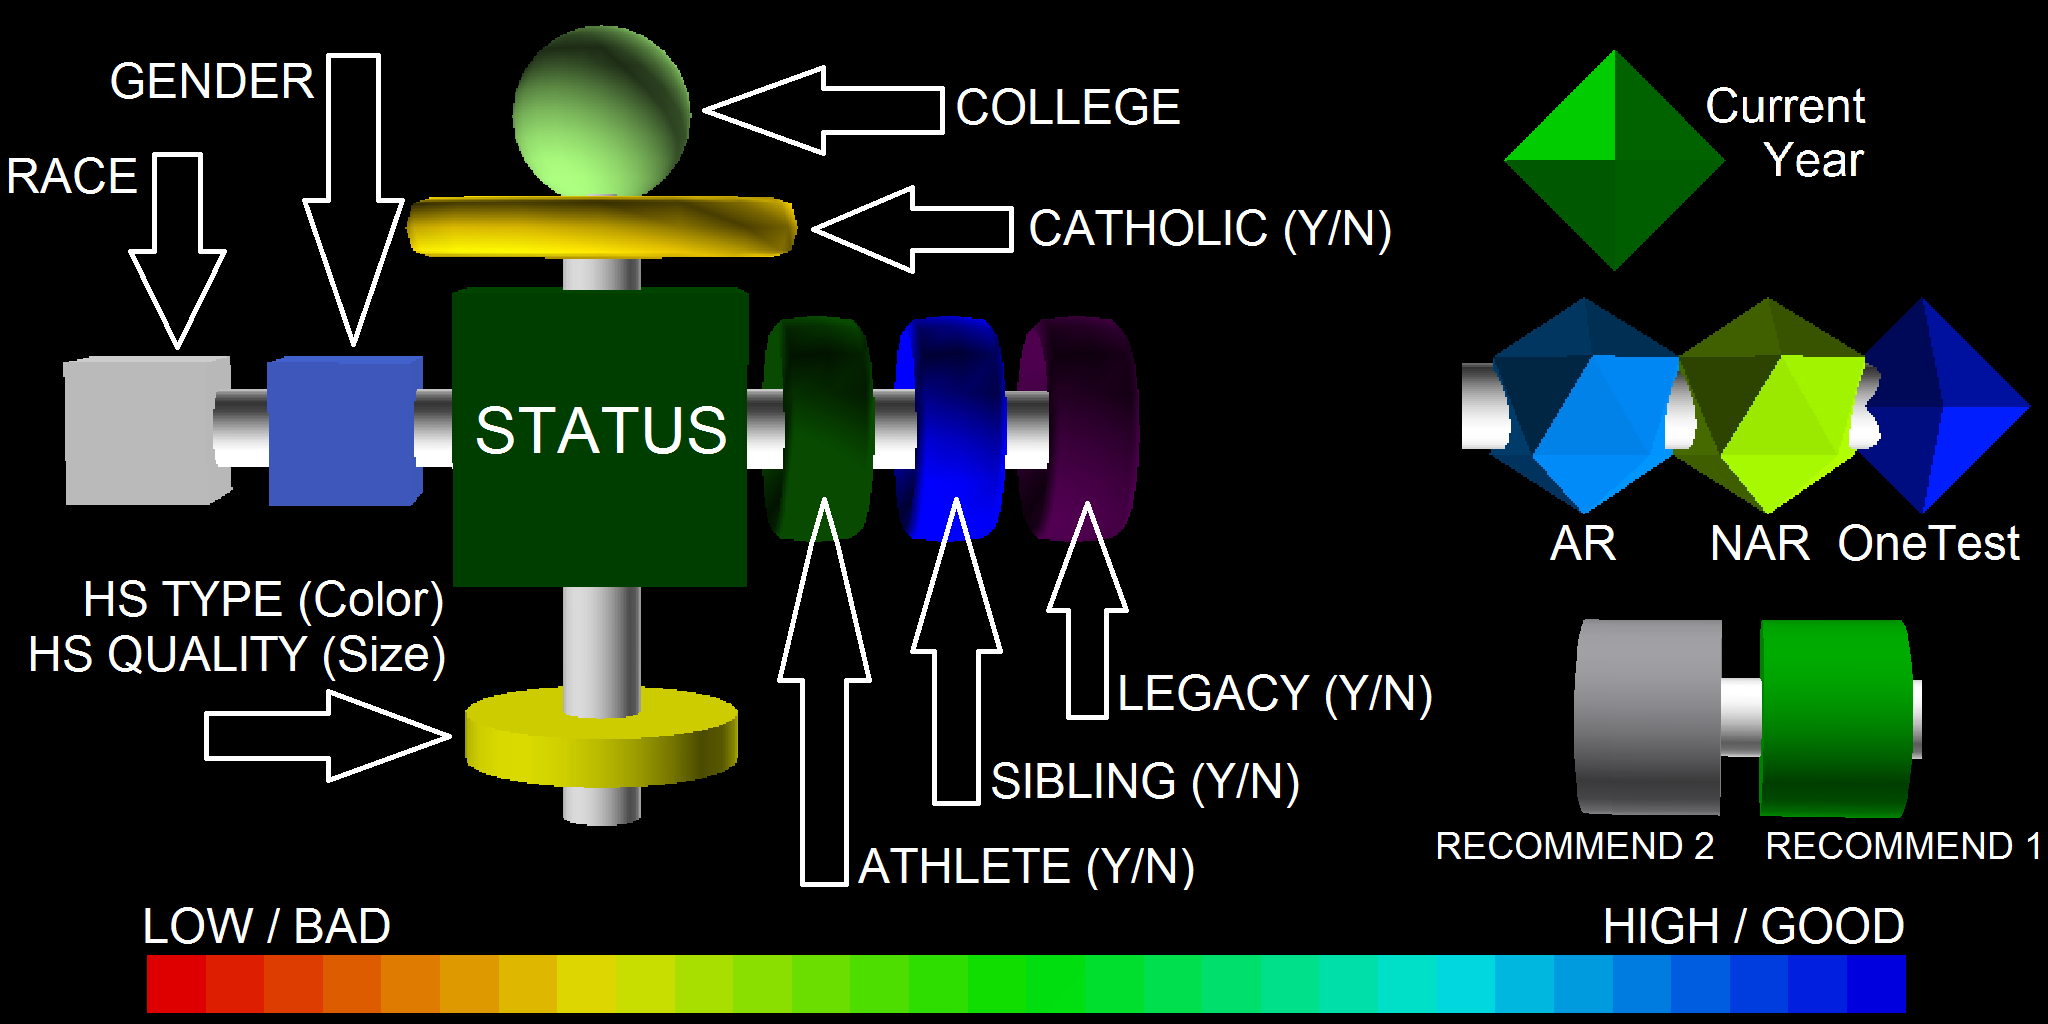 GENDER
COLLEGE
Current
Year
RACE
CATHOLIC (Y/N)
STATUS
AR
NAR
OneTest
HS TYPE (Color)
HS QUALITY (Size)
LEGACY (Y/N)
SIBLING (Y/N)
ATHLETE (Y/N)
RECOMMEND 2
RECOMMEND 1
LOW / BAD
HIGH / GOOD